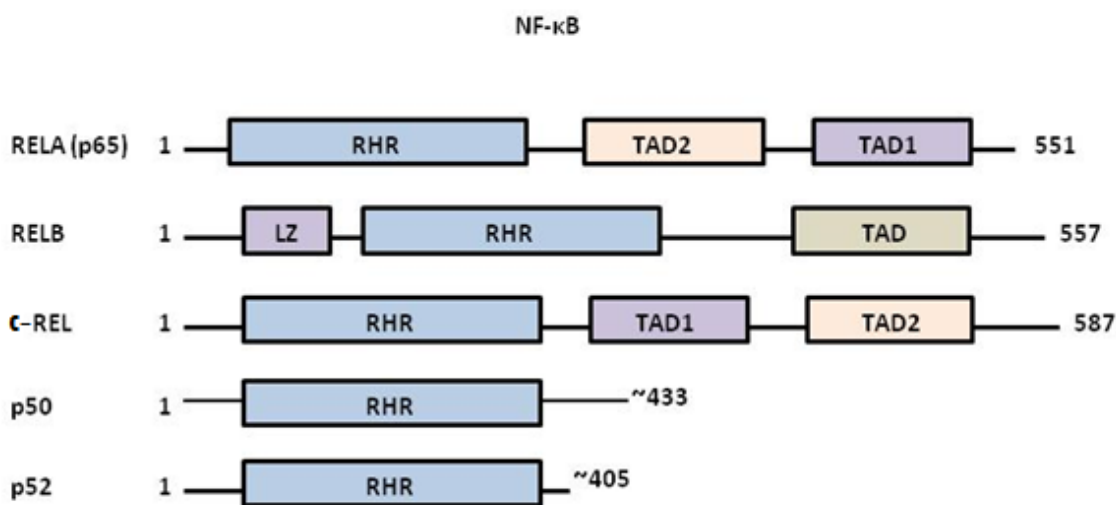 NF-κB
RELA (p65) 1 RHR TAD2 TAD1 551
RELB 1 LZ RHR TAD 557
c-REL 1 RHR TAD1 TAD2 587
p50 1 RHR ~433
p52 1 RHR ~405